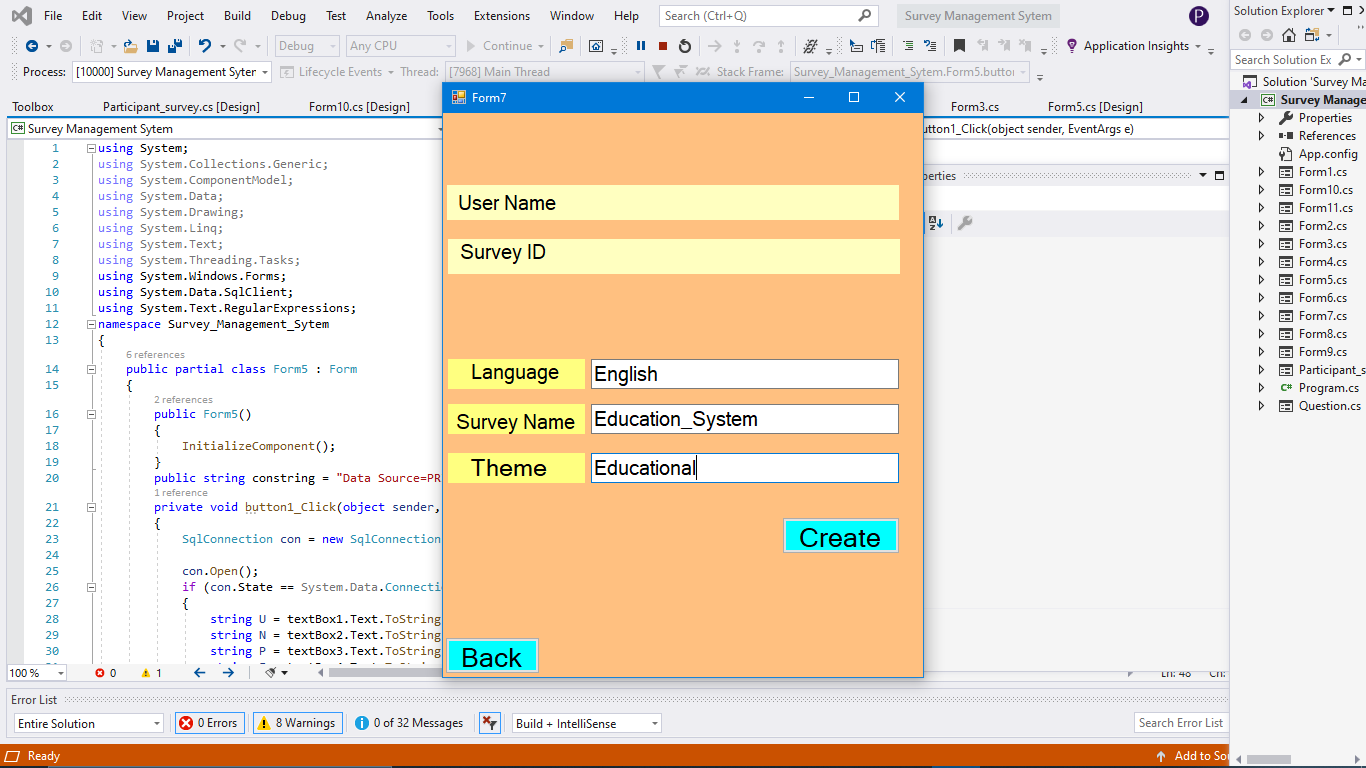 File Edit View Project Build Debug Test Analyze Tools Extensions Window Help Search (Ctrl+Q) Survey Management Sytem P
Debug Any CPU Continue Application Insights
Process: [10000] Survey Management Syter Lifecycle Events Thread: [7968] Main Thread Stack Frame: Survey_Management_Sytem.Form5.button
Toolbox Participant_survey.cs [Design] Form10.cs [Design] Form3.cs Form5.cs [Design]
C# Survey Management Sytem utton1_Click(object sender, EventArgs e)
1 using System;
2 using System.Collections.Generic;
3 using System.ComponentModel;
4 using System.Data;
5 using System.Drawing;
6 using System.Linq;
7 using System.Text;
8 using System.Threading.Tasks;
9 using System.Windows.Forms;
10 using System.Data.SqlClient;
11 using System.Text.RegularExpressions;
12 namespace Survey_Management_Sytem
13 {
6 references
14 public partial class Form5 : Form
15 {
2 references
16 public Form5()
17 {
18 InitializeComponent();
19 }
20 public string constring = "Data Source=PR
1 reference
21 private void button1_Click(object sender,
22 {
23 SqlConnection con = new SqlConnection
24
25 con.Open();
26 if (con.State == System.Data.Connectio
27 {
28 string U = textBox1.Text.ToString
29 string N = textBox2.Text.ToString
30 string P = textBox3.Text.ToString
100 % 0 1 Ln: 48 Ch:
Form7
User Name
Survey ID
Language English
Survey Name Education_System
Theme Educational
Create
Back
perties
Solution Explorer
Search Solution Ex
Solution 'Survey Ma
C# Survey Manage
Properties
References
App.config
Form1.cs
Form10.cs
Form11.cs
Form2.cs
Form3.cs
Form4.cs
Form5.cs
Form6.cs
Form7.cs
Form8.cs
Form9.cs
Participant_s
C# Program.cs
Question.cs
Error List
Entire Solution 0 Errors 8 Warnings 0 of 32 Messages Build + IntelliSense Search Error List
Ready Add to Sou